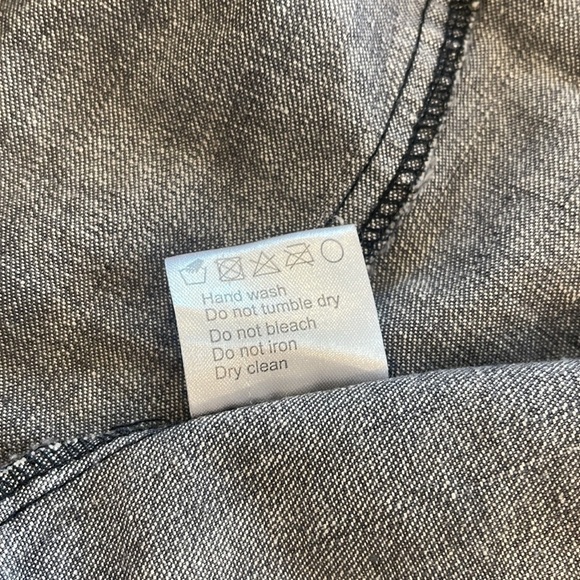 Hand wash
Do not tumble dry
Do not bleach
Do not iron
Dry clean